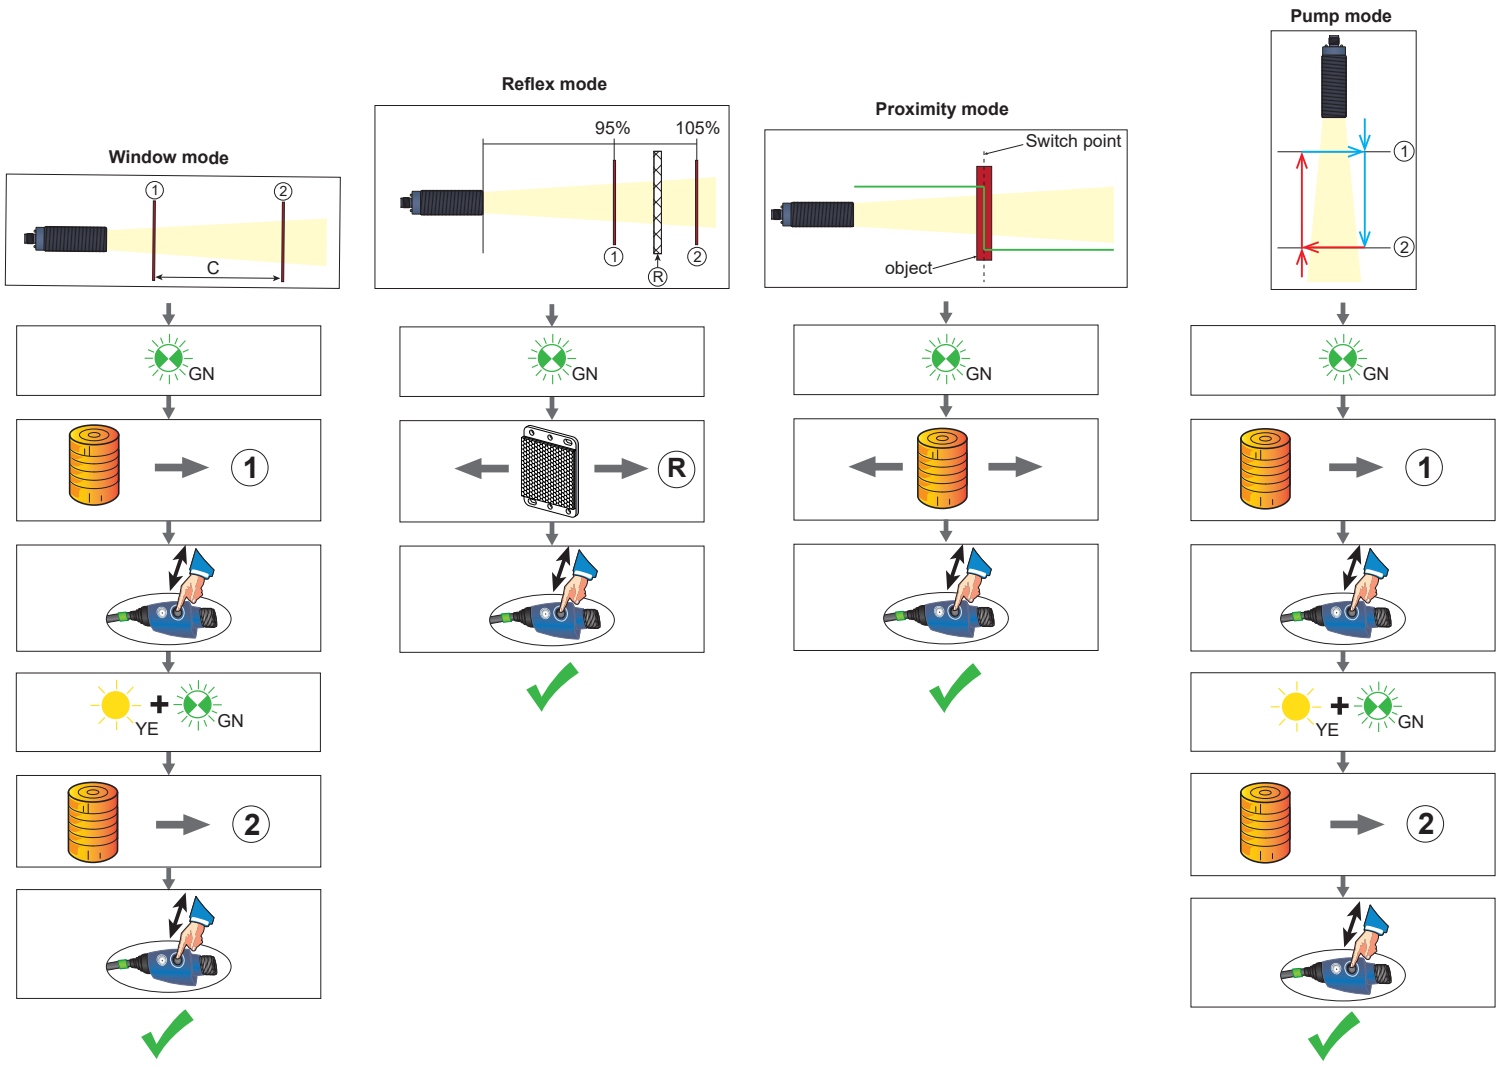 Window mode
1
2
C
GN
1
YE
+
GN
2
Reflex mode
95%
105%
1
R
2
GN
R
Proximity mode
Switch point
object
GN
Pump mode
1
2
GN
1
YE
+
GN
2